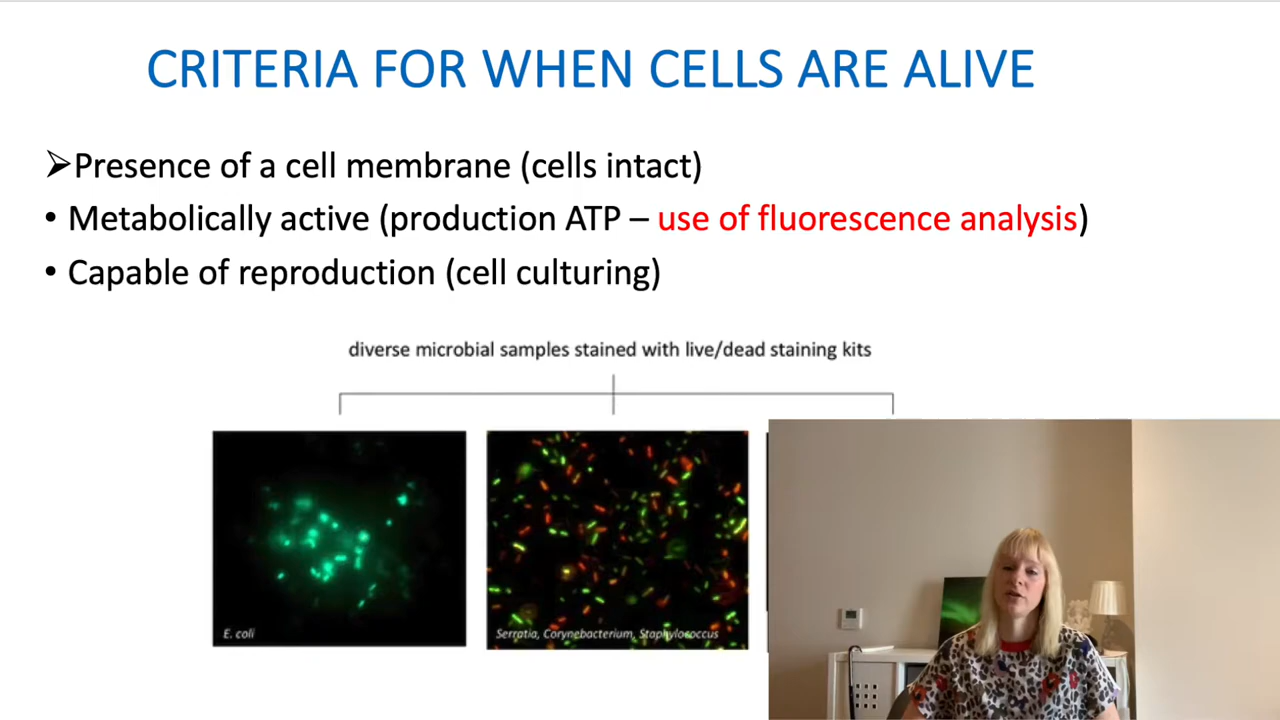 CRITERIA FOR WHEN CELLS ARE ALIVE
➢Presence of a cell membrane (cells intact)
• Metabolically active (production ATP – use of fluorescence analysis)
• Capable of reproduction (cell culturing)
diverse microbial samples stained with live/dead staining kits
E. coli
Serratia, Corynebacterium, Staphylococcus